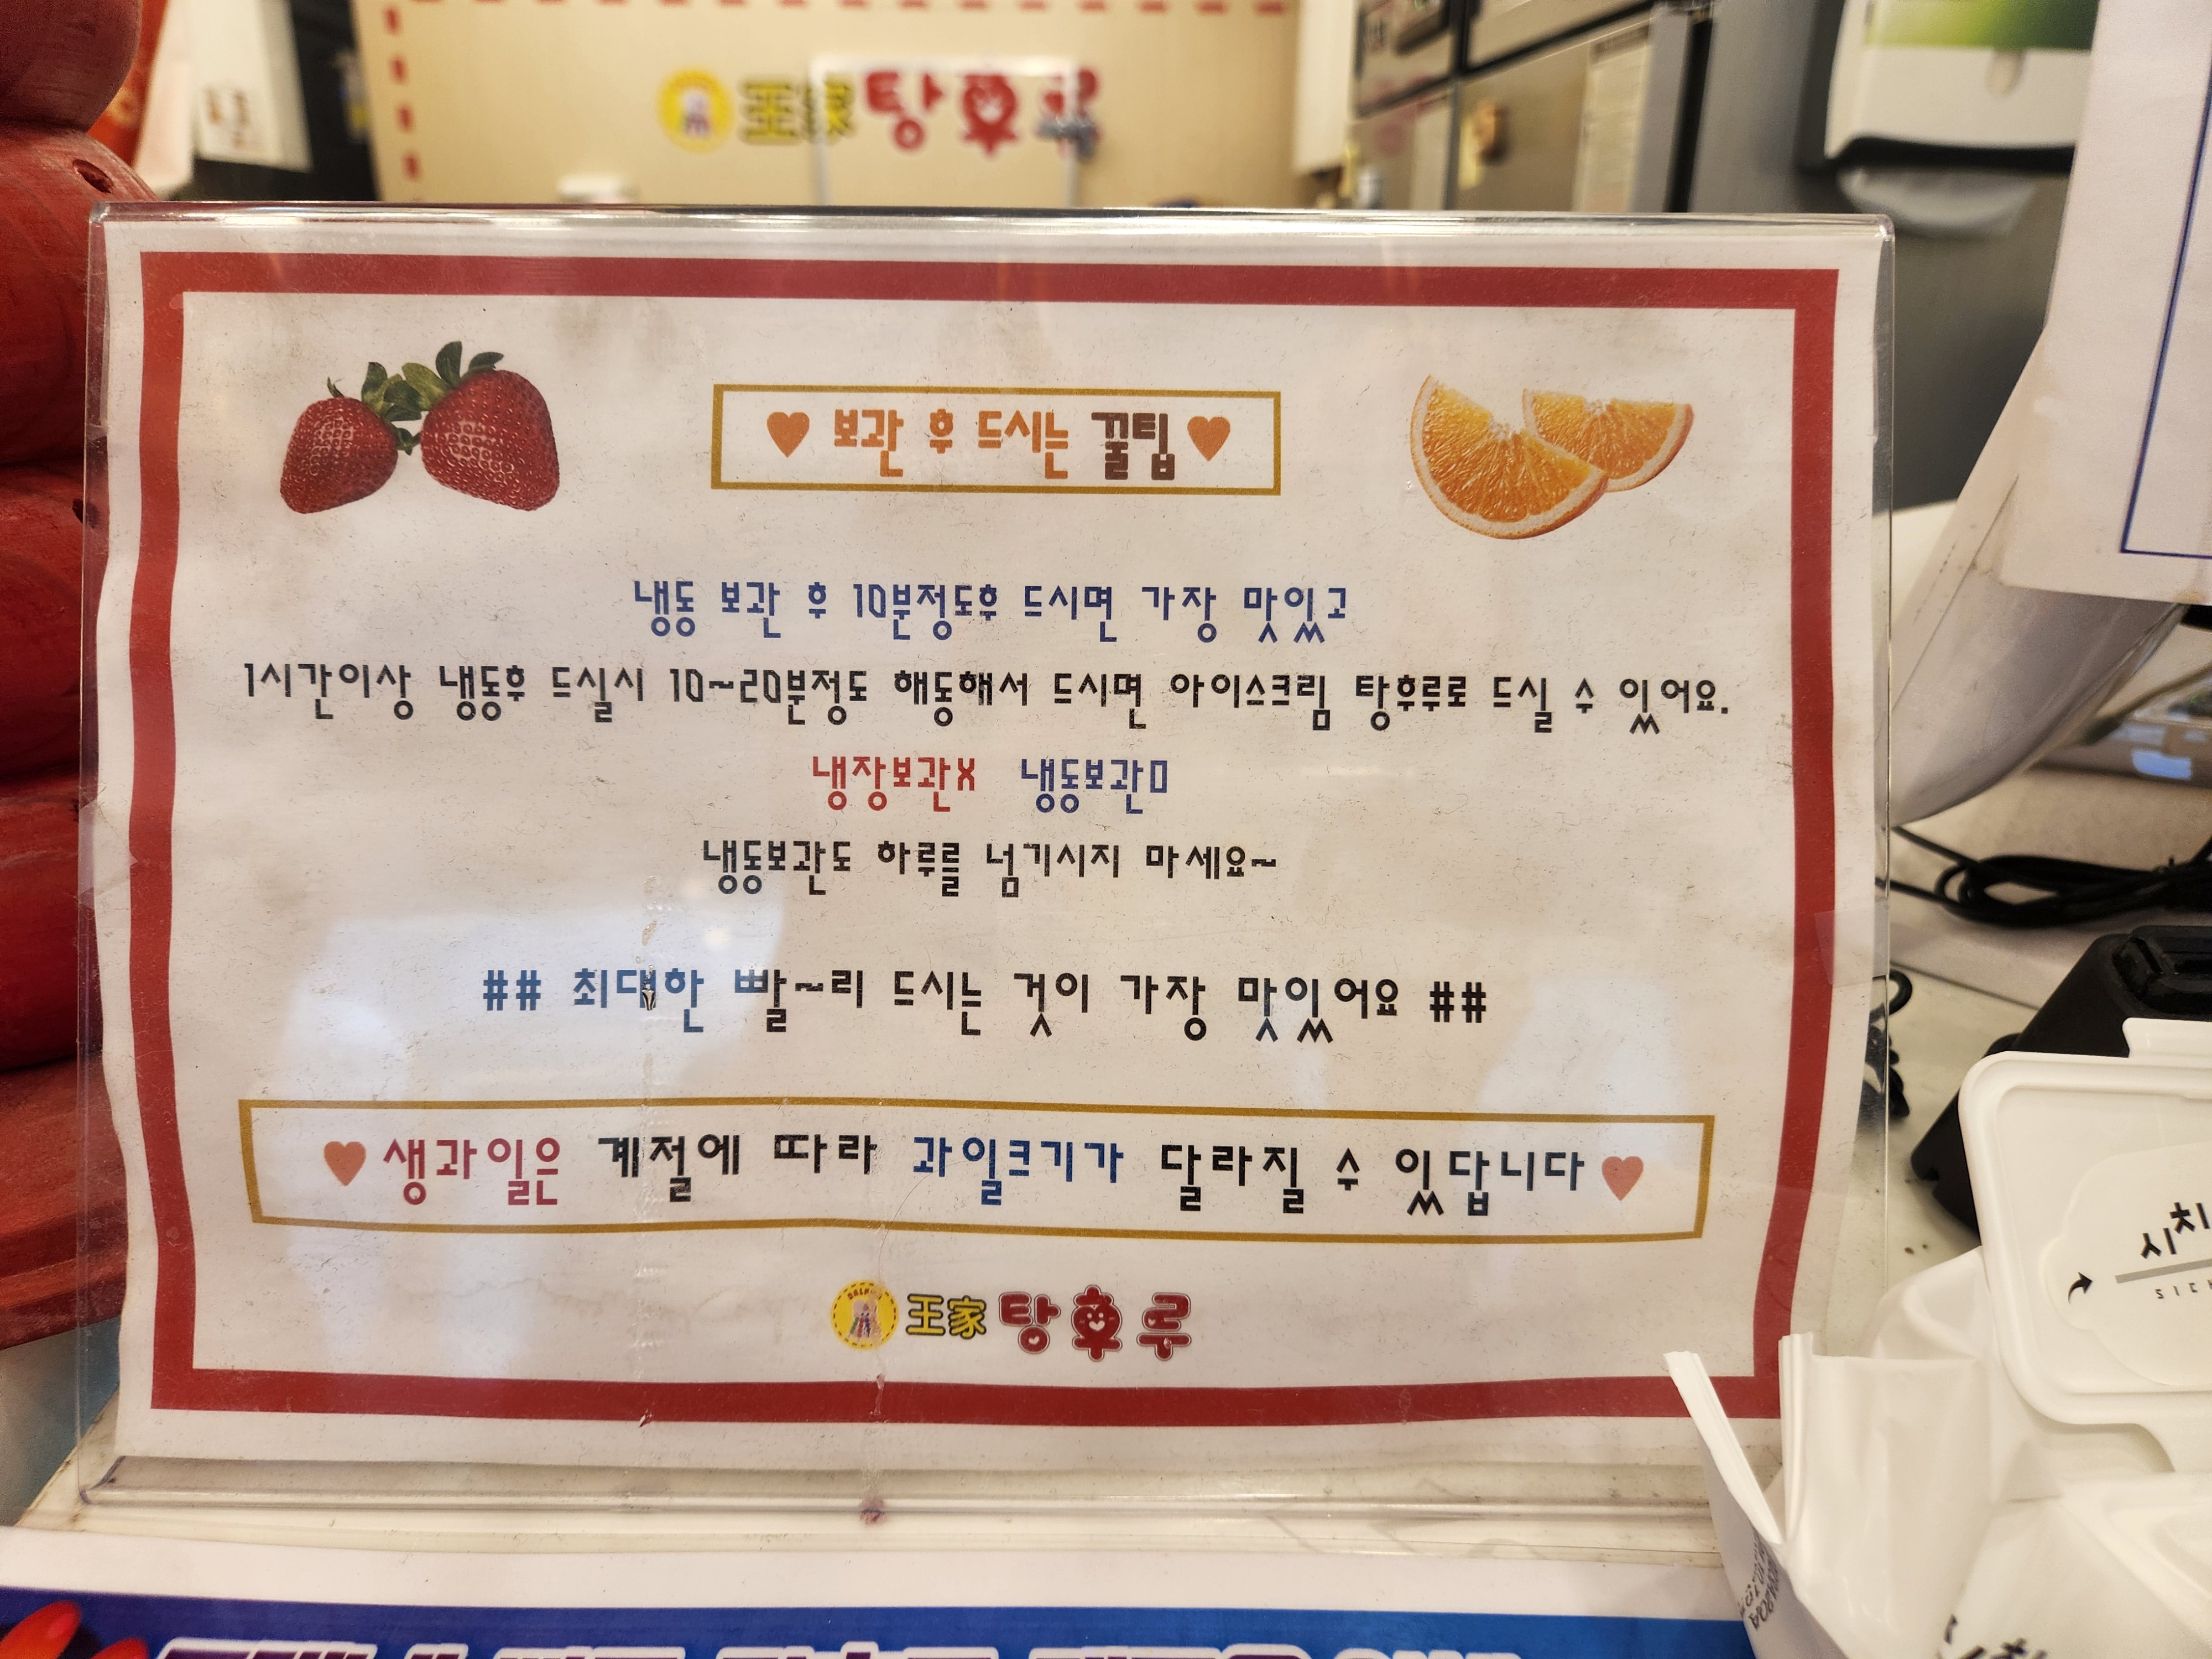 王家 탕후루
♥ 보관 후 드시는 꿀팁 ♥
냉동 보관 후 10분정도후 드시면 가장 맛있고
1시간이상 냉동후 드실시 10~20분정도 해동해서 드시면 아이스크림 탕후루로 드실 수 있어요.
냉장보관X 냉동보관O
냉동보관도 하루를 넘기시지 마세요~
## 최대한 빨~리 드시는 것이 가장 맛있어요 ##
♥ 생과일은 계절에 따라 과일크기가 달라질 수 있답니다 ♥
王家 탕후루
시치